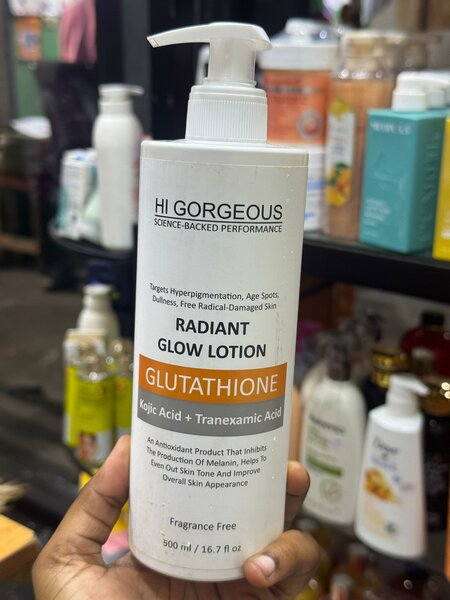 HI GORGEOUS
SCIENCE-BACKED PERFORMANCE
Targets Hyperpigmentation, Age Spots,
Dullness, Free Radical-Damaged Skin
RADIANT
GLOW LOTION
GLUTATHIONE
Kojic Acid + Tranexamic Acid
An Antioxidant Product That Inhibits
The Production Of Melanin, Helps To
Even Out Skin Tone And Improve
Overall Skin Appearance
Fragrance Free
500 ml / 16.7 fl oz
Dove